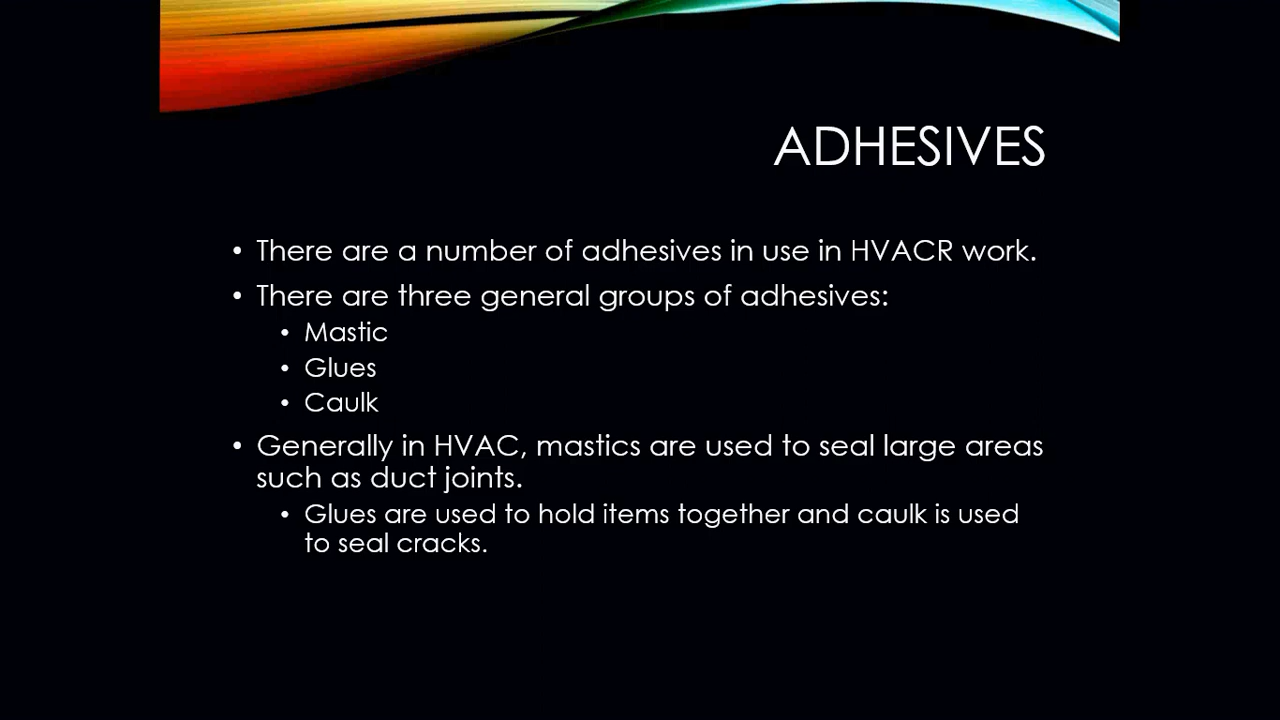 ADHESIVES
• There are a number of adhesives in use in HVACR work.
• There are three general groups of adhesives:
• Mastic
• Glues
• Caulk
• Generally in HVAC, mastics are used to seal large areas
such as duct joints.
• Glues are used to hold items together and caulk is used
to seal cracks.